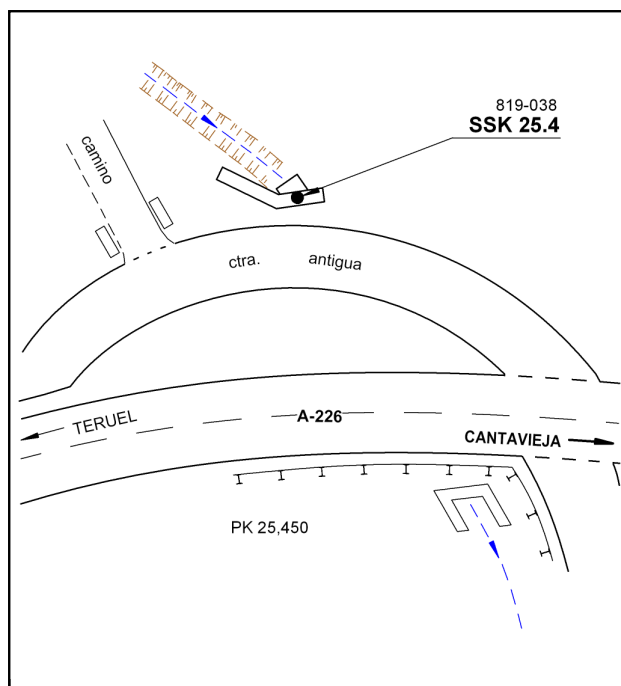 819-038
SSK 25.4
camino
ctra. antigua
TERUEL
A-226
CANTAVIEJA
PK 25,450